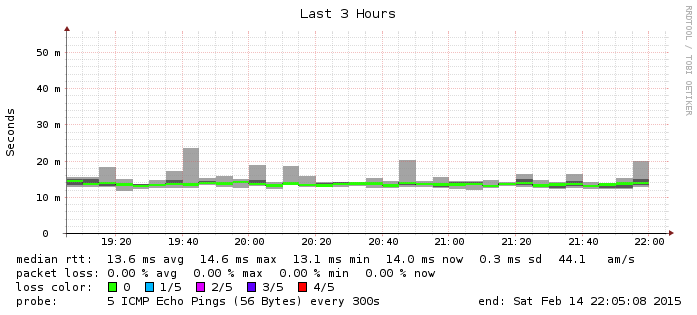 Last 3 Hours
RRDTOOL / TOBI OETIKER
Seconds
50 m
40 m
30 m
20 m
10 m
0
19:20 19:40 20:00 20:20 20:40 21:00 21:20 21:40 22:00
median rtt: 13.6 ms avg 14.6 ms max 13.1 ms min 14.0 ms now 0.3 ms sd 44.1 am/s
packet loss: 0.00 % avg 0.00 % max 0.00 % min 0.00 % now
loss color: 0 1/5 2/5 3/5 4/5
probe: 5 ICMP Echo Pings (56 Bytes) every 300s end: Sat Feb 14 22:05:08 2015